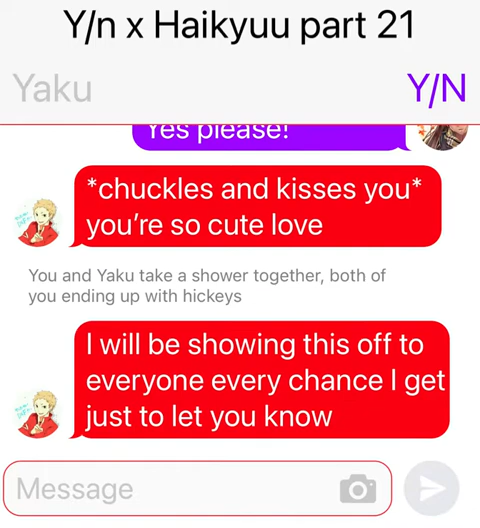 Y/n x Haikyuu part 21
Yaku
Y/N
Yes please!
*chuckles and kisses you*
you're so cute love
You and Yaku take a shower together, both of
you ending up with hickeys
I will be showing this off to
everyone every chance I get
just to let you know
Message